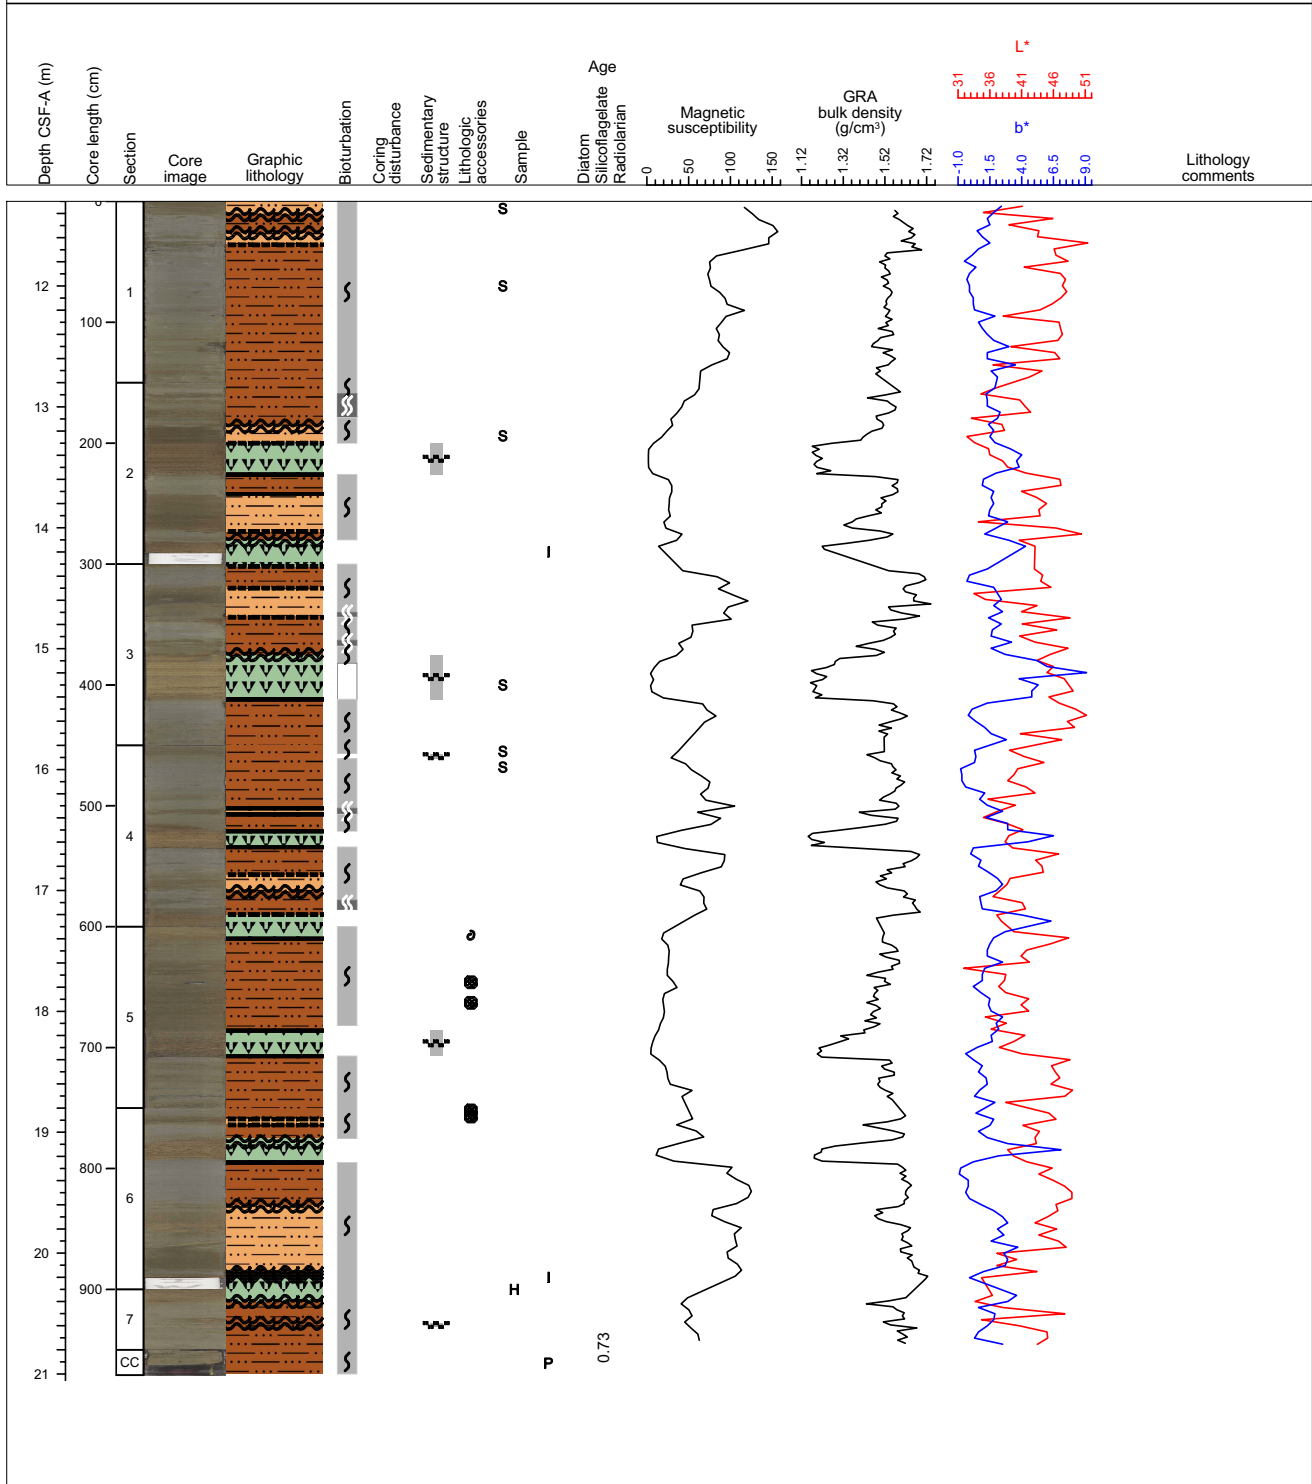 Depth CSF-A (m)
Core length (cm)
Section
Core
image
Graphic
lithology
Bioturbation
Coring
disturbance
Sedimentary
structure
Lithologic
accessories
Sample
Age
Diatom
Silicoflagelate
Radiolarian
Magnetic
susceptibility
0 50 100 150
GRA
bulk density
(g/cm³)
1.12 1.32 1.52 1.72
L*
31 36 41 46 51
b*
-1.0 1.5 4.0 6.5 9.0
Lithology
comments
0
S
12 1 S
100
13
200 S
2
14
I
300
15
3
400 S
S
16 S
500
4
17
600
18 5
700
19
800
6
20
I
900 H
7
0.73
CC P
21